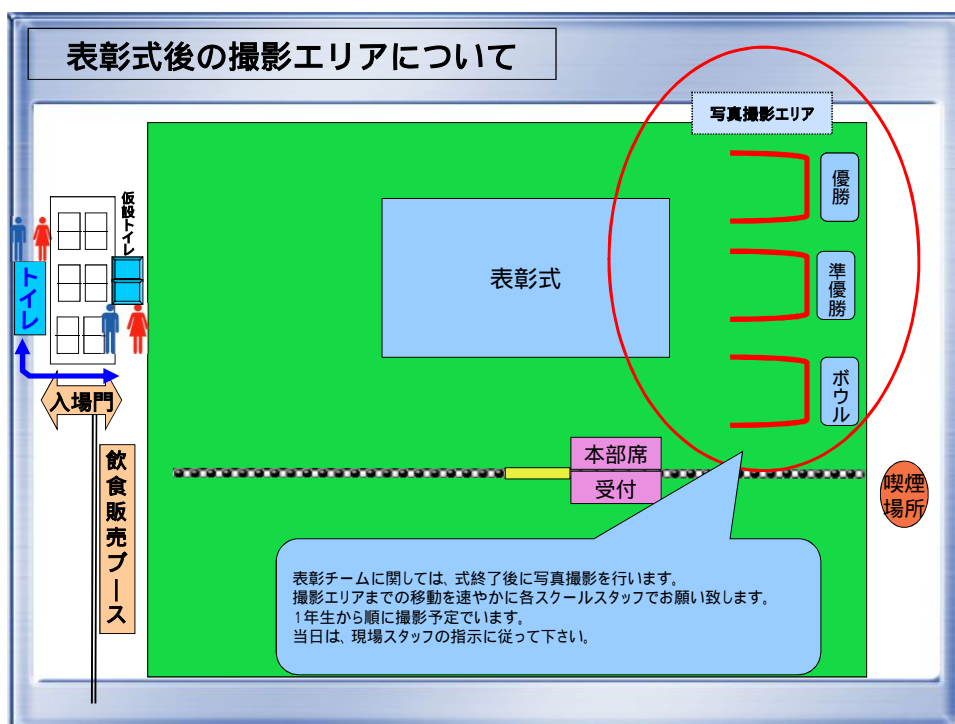 表彰式後の撮影エリアについて
写真撮影エリア
優勝
準優勝
ボウル
表彰式
仮設トイレ
トイレ
入場門
飲食販売ブース
本部席
受付
喫煙
場所
表彰チームに関しては、式終了後に写真撮影を行います。
撮影エリアまでの移動を速やかに各スクールスタッフでお願い致します。
1年生から順に撮影予定でいます。
当日は、現場スタッフの指示に従って下さい。